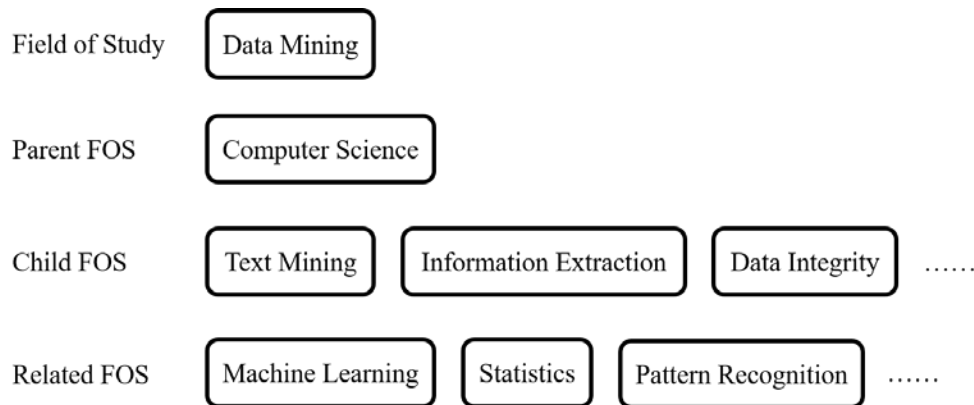 Field of Study Data Mining
Parent FOS Computer Science
Child FOS Text Mining Information Extraction Data Integrity ......
Related FOS Machine Learning Statistics Pattern Recognition ......